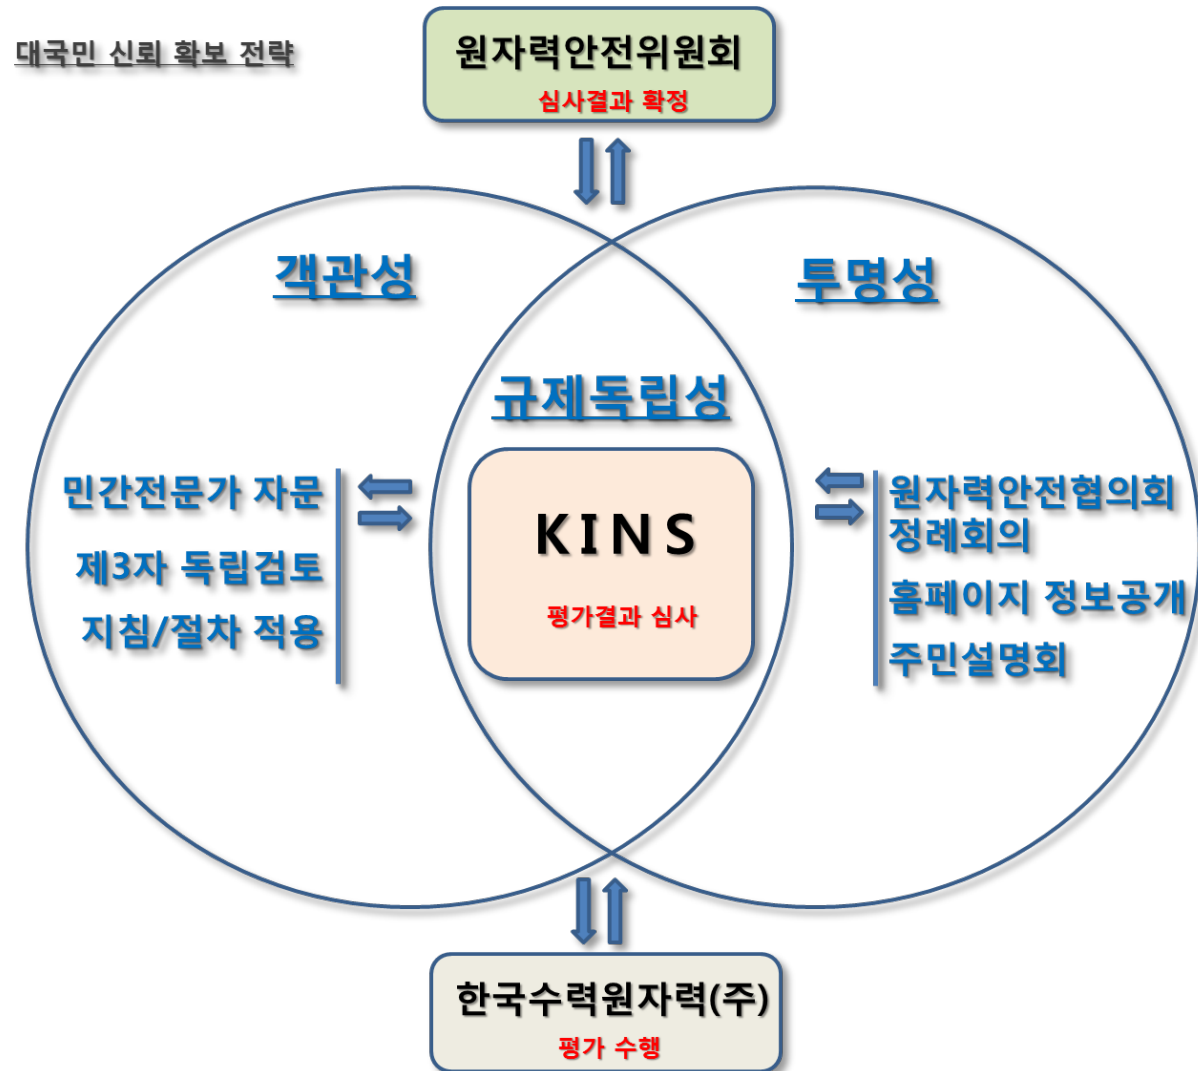 대국민 신뢰 확보 전략
원자력안전위원회
심사결과 확정
객관성
투명성
규제독립성
민간전문가 자문
제3자 독립검토
지침/절차 적용
KINS
평가결과 심사
원자력안전협의회
정례회의
홈페이지 정보공개
주민설명회
한국수력원자력(주)
평가 수행